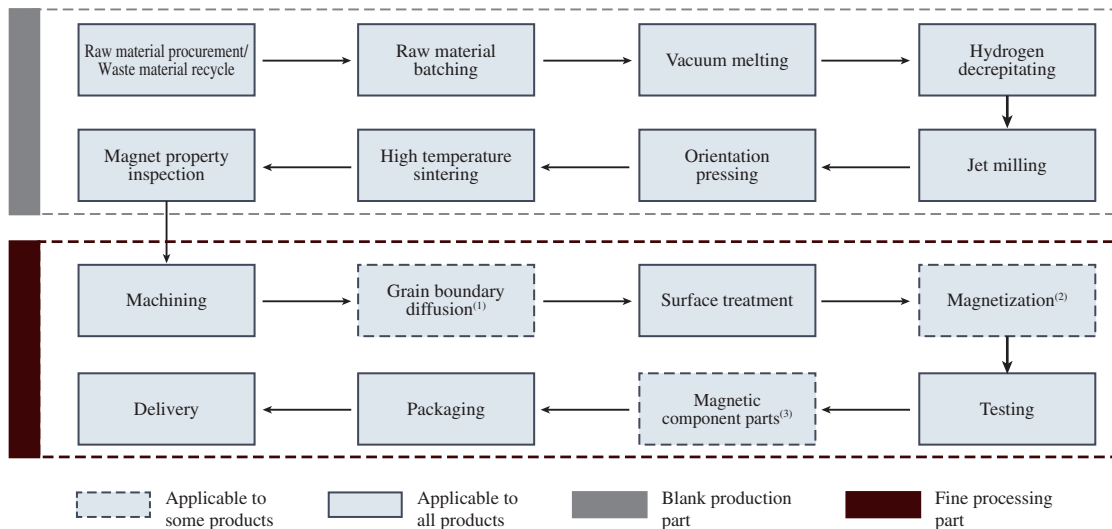 Raw material procurement/
Waste material recycle
Raw material
batching
Vacuum melting
Hydrogen
decrepitating
Magnet property
inspection
High temperature
sintering
Orientation
pressing
Jet milling
Machining
Grain boundary
diffusion(1)
Surface treatment
Magnetization(2)
Delivery
Packaging
Magnetic
component parts(3)
Testing
Applicable to
some products
Applicable to
all products
Blank production
part
Fine processing
part